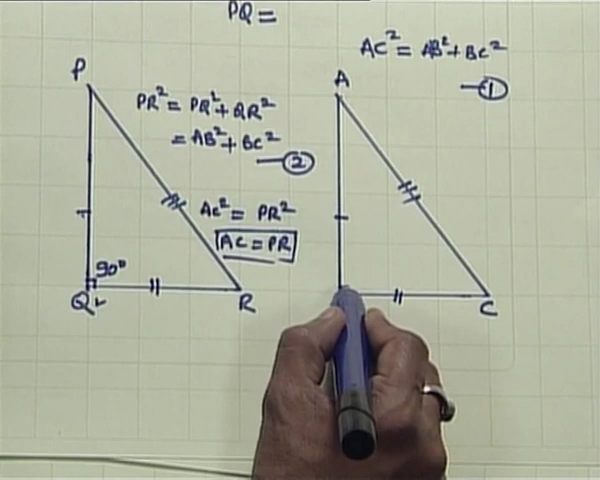 PQ =
AC² = AB² + BC²
①
P
A
PR² = PQ² + QR²
= AB² + BC²
②
AC² = PR²
AC = PR
90°
Q
R
C